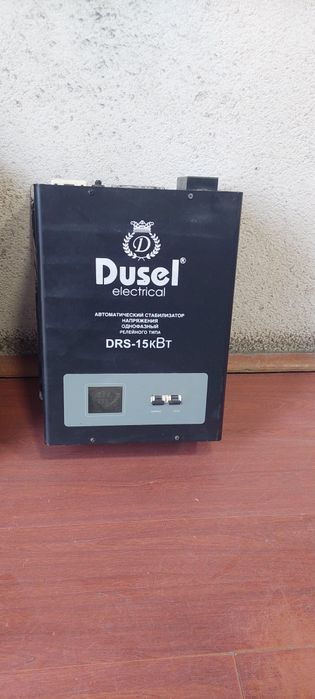 D
Dusel®
electrical
АВТОМАТИЧЕСКИЙ СТАБИЛИЗАТОР
НАПРЯЖЕНИЯ
ОДНОФАЗНЫЙ
РЕЛЕЙНОГО ТИПА
DRS-15кВт